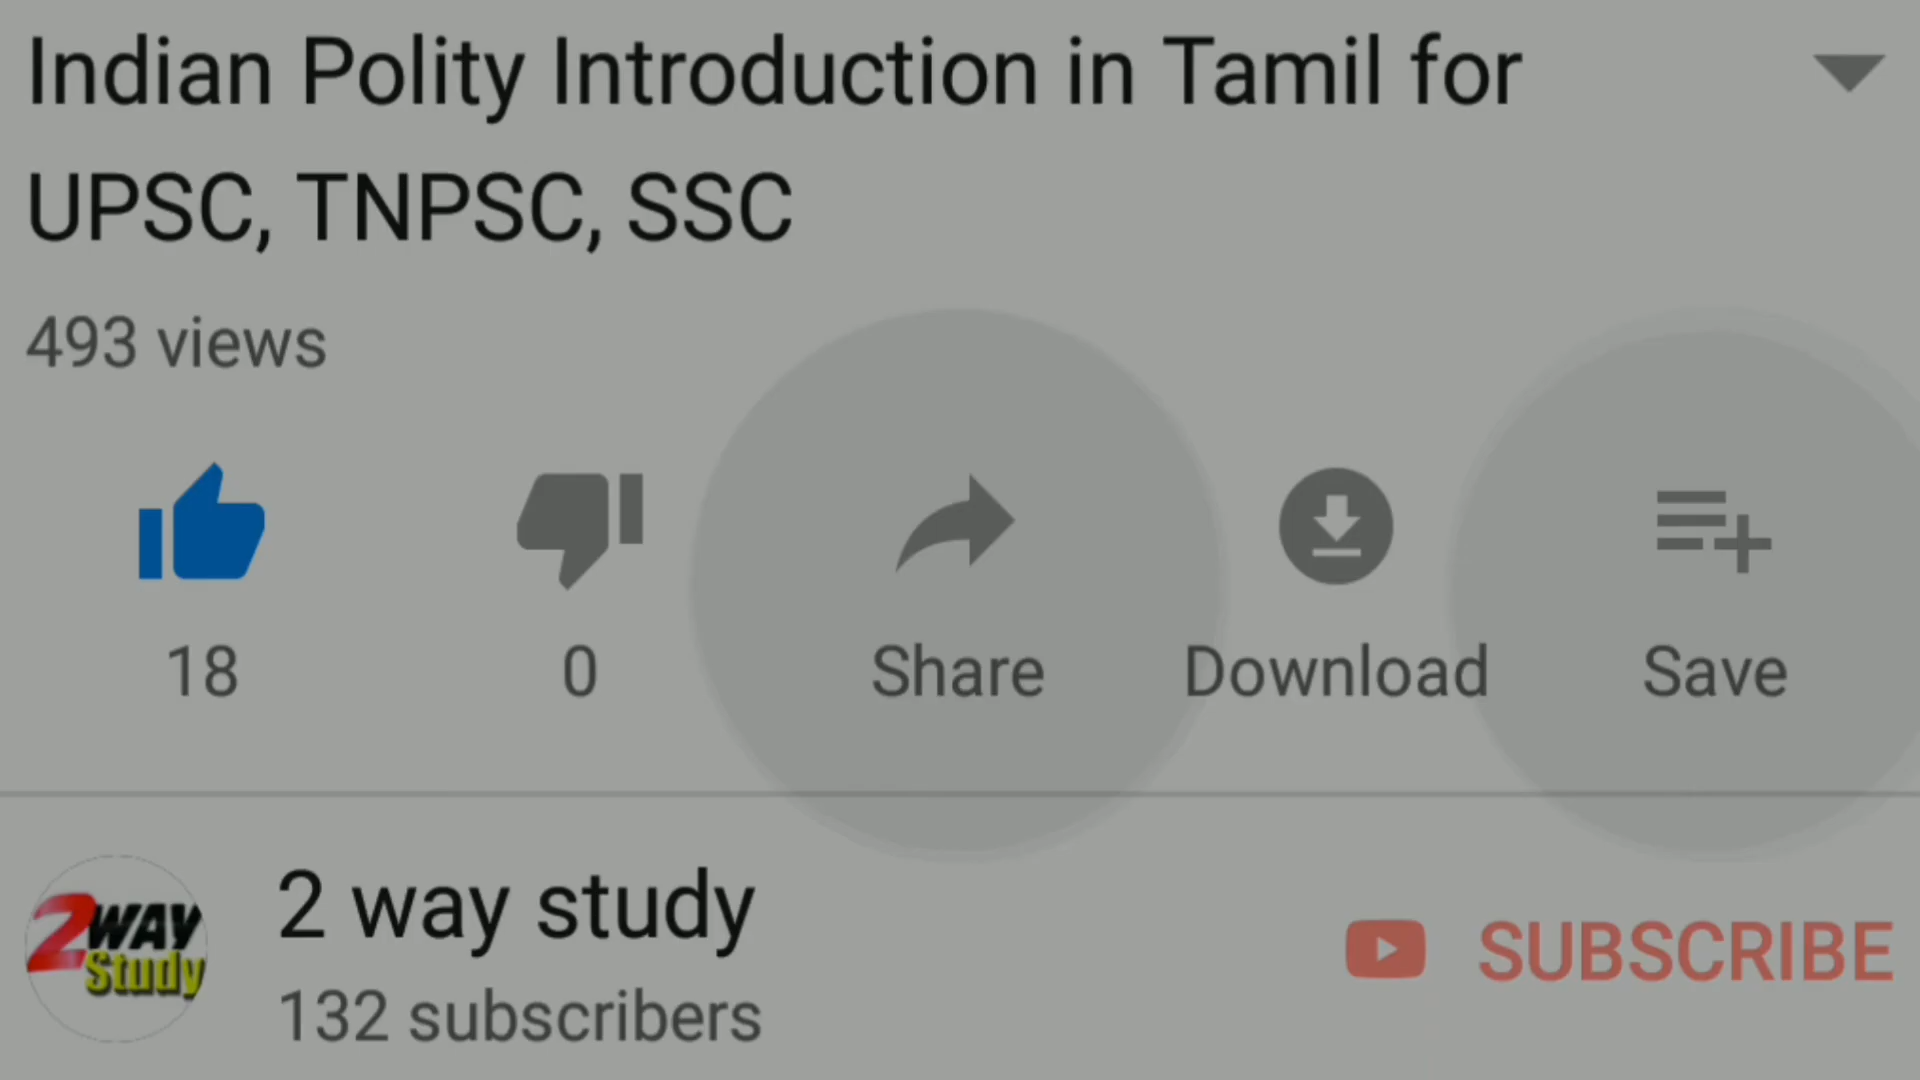 Indian Polity Introduction in Tamil for
UPSC, TNPSC, SSC
493 views
18
0
Share
Download
Save
2WAY
Study
2 way study
132 subscribers
SUBSCRIBE